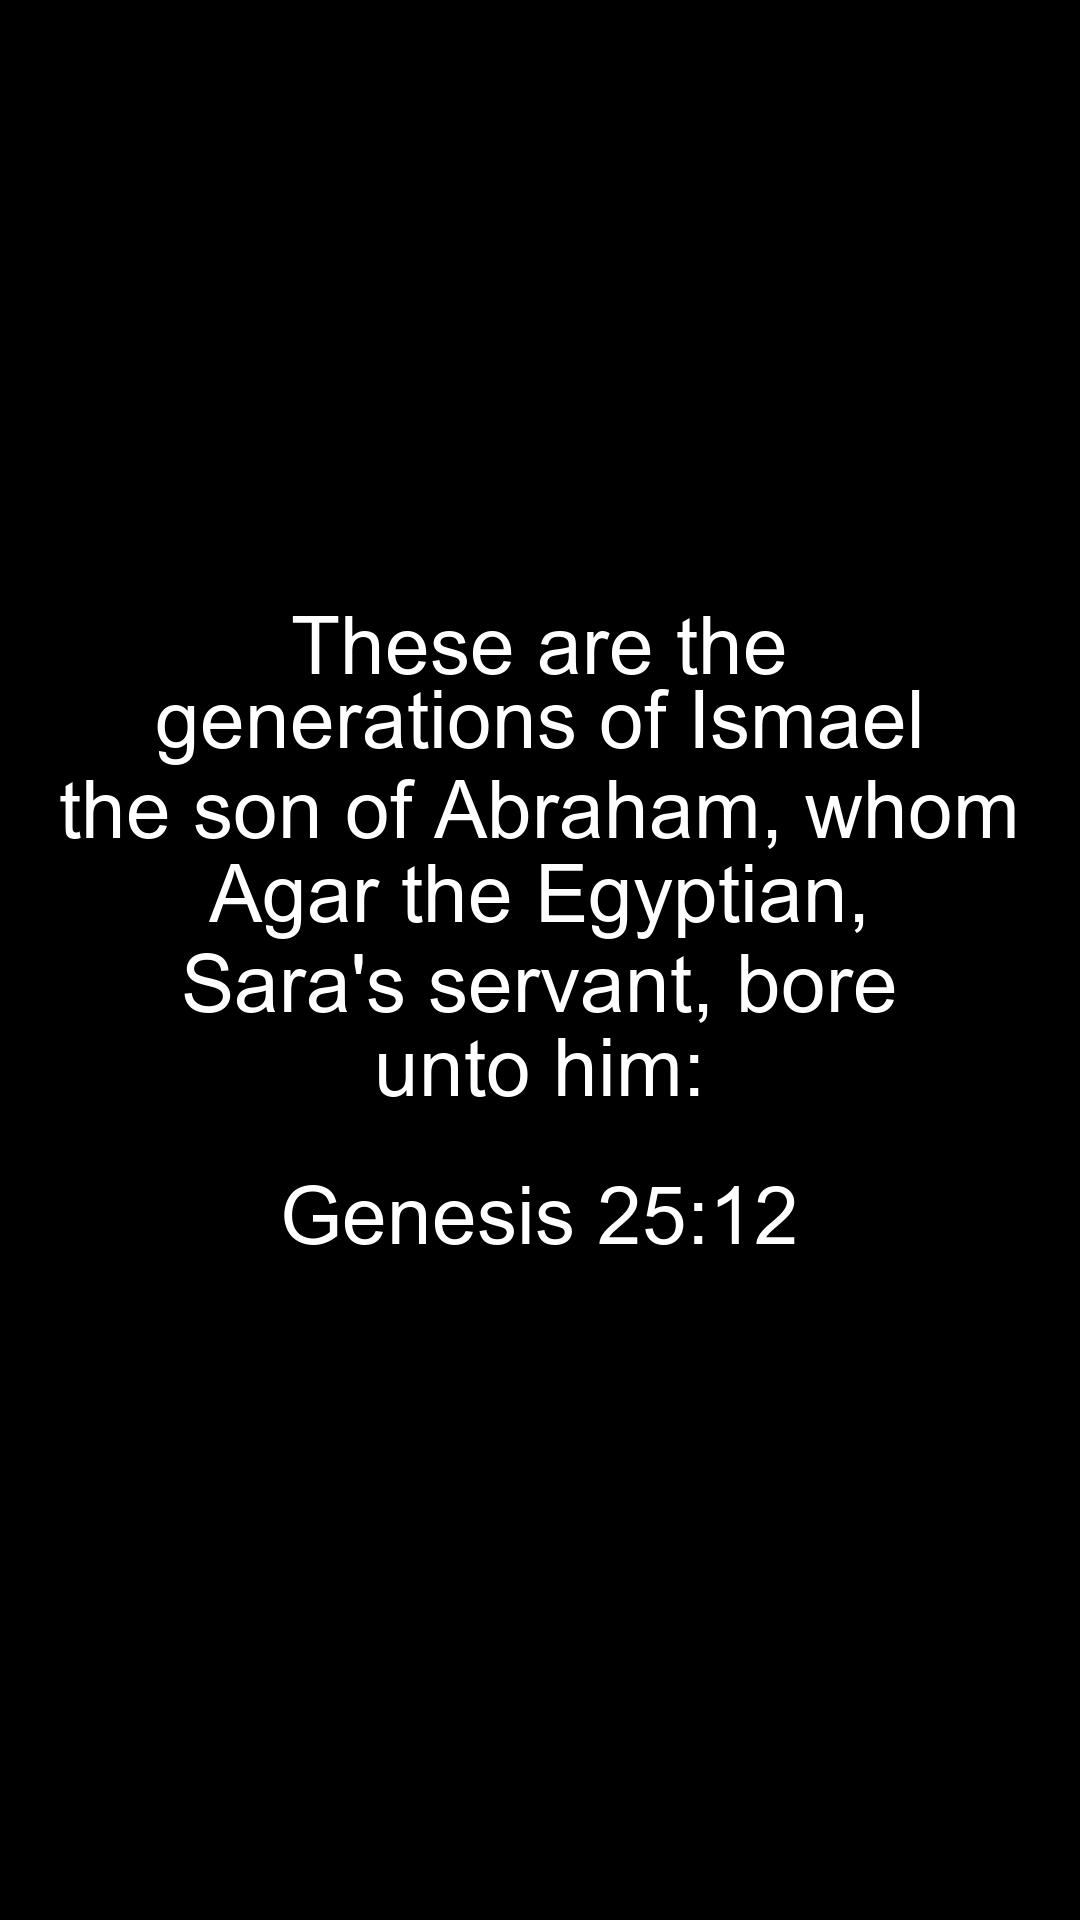 These are the
generations of Ismael
the son of Abraham, whom
Agar the Egyptian,
Sara's servant, bore
unto him:
Genesis 25:12